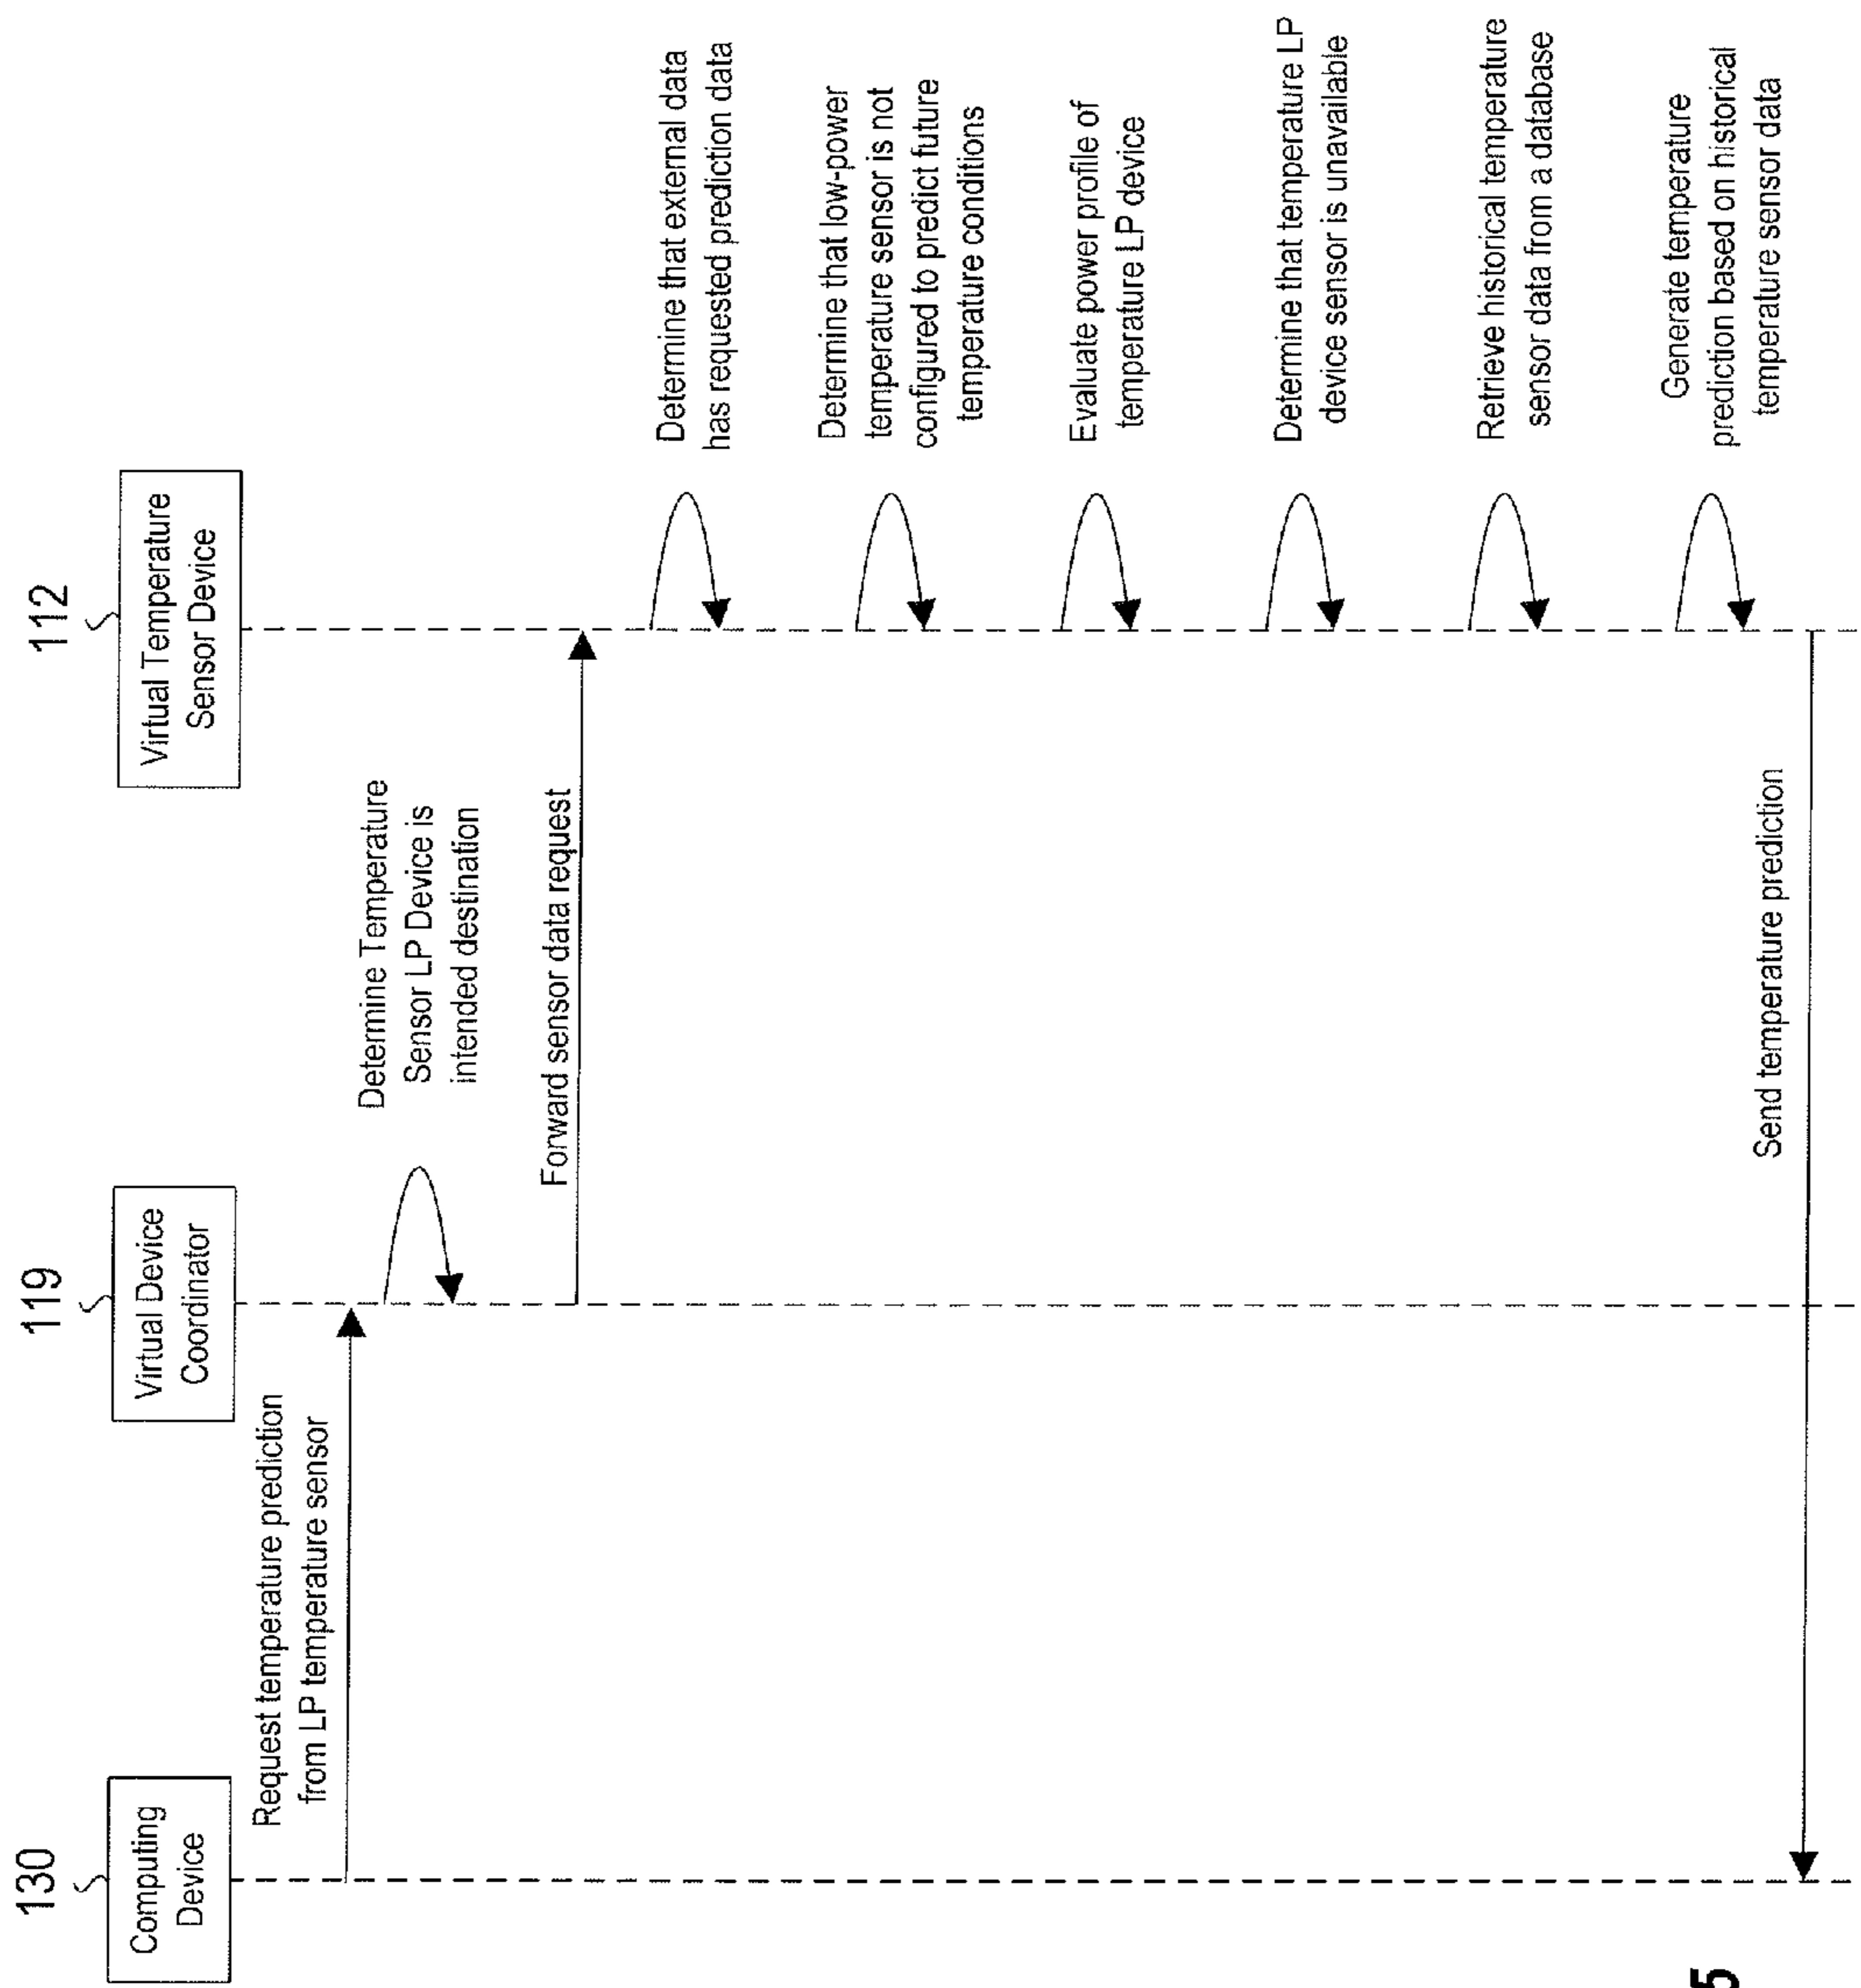 130
Computing
Device
119
Virtual Device
Coordinator
112
Virtual Temperature
Sensor Device
Request temperature prediction
from LP temperature sensor
Determine Temperature
Sensor LP Device is
intended destination
Forward sensor data request
Determine that external data
has requested prediction data
Determine that low-power
temperature sensor is not
configured to predict future
temperature conditions
Evaluate power profile of
temperature LP device
Determine that temperature LP
device sensor is unavailable
Retrieve historical temperature
sensor data from a database
Generate temperature
prediction based on historical
temperature sensor data
Send temperature prediction
5